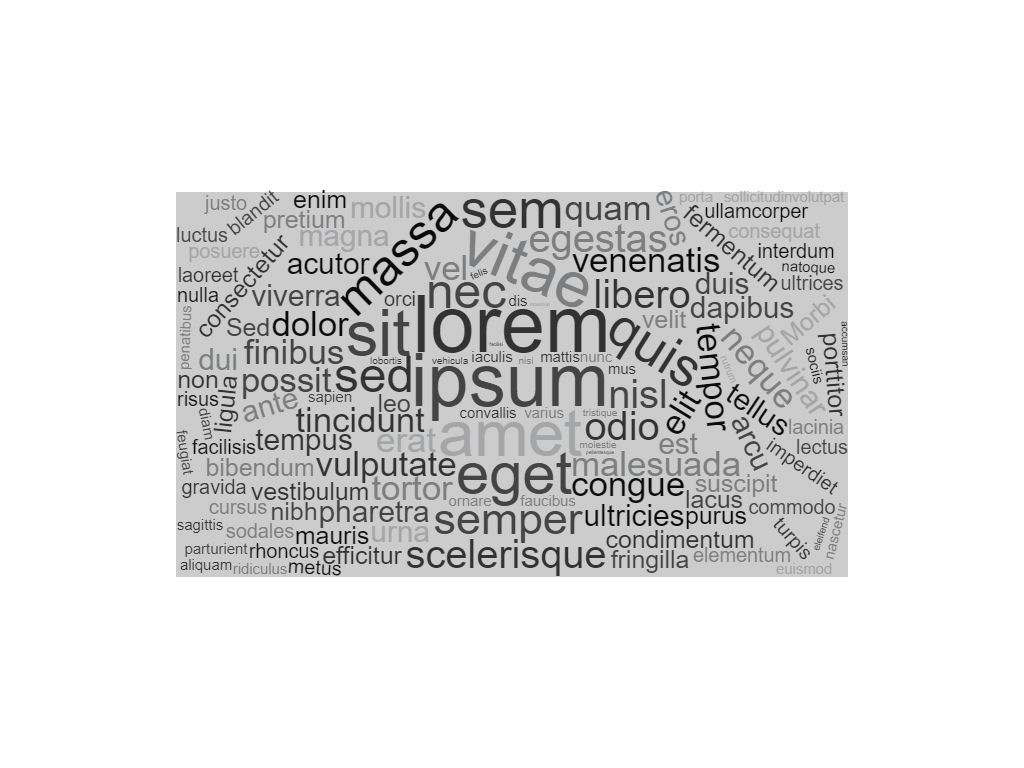 justo blandit enim mollis massa sem quam eros porta sollicitudin volutpat
luctus pretium magna vitae egestas fermentum ullamcorper consequat
posuere consectetur acutor vel felis venenatis interdum
laoreet viverra orci nec dis libero duis natoque
nulla dapibus ultrices
penatibus Sed dolor sit lorem quis velit tempor neque pulvinar Morbi accumsan
dui finibus lobortis vehicula iaculis nisi mattis nunc rutrum sociis porttitor
non possit sed ipsum mus nisl elit tellus
risus ligula ante sapien leo convallis varius tristique
diam tincidunt amet odio arcu lacinia
feugiat facilisis tempus erat molestie est imperdiet lectus
bibendum vulputate eget malesuada suscipit
gravida vestibulum tortor ornare faucibus congue lacus commodo
cursus nibh pharetra semper ultricies purus turpis eleifend nascetur
sagittis sodales mauris urna condimentum
parturient rhoncus efficitur scelerisque fringilla elementum
aliquam ridiculus metus euismod